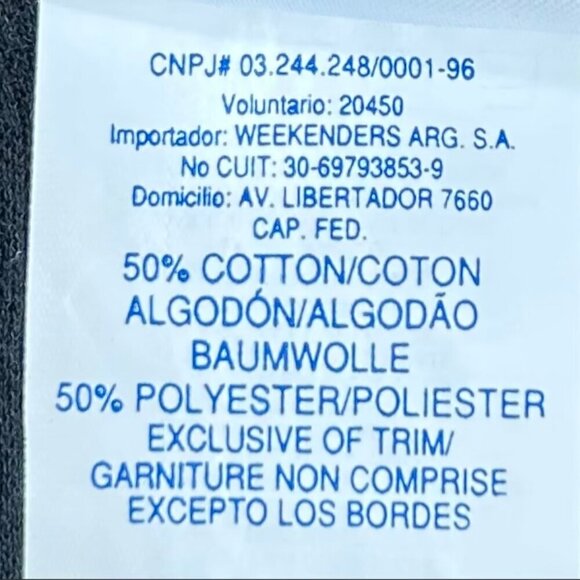 CNPJ# 03.244.248/0001-96
Voluntario: 20450
Importador: WEEKENDERS ARG. S.A.
No CUIT: 30-69793853-9
Domicilio: AV. LIBERTADOR 7660
CAP. FED.
50% COTTON/COTON
ALGODÓN/ALGODÃO
BAUMWOLLE
50% POLYESTER/POLIESTER
EXCLUSIVE OF TRIM/
GARNITURE NON COMPRISE
EXCEPTO LOS BORDES